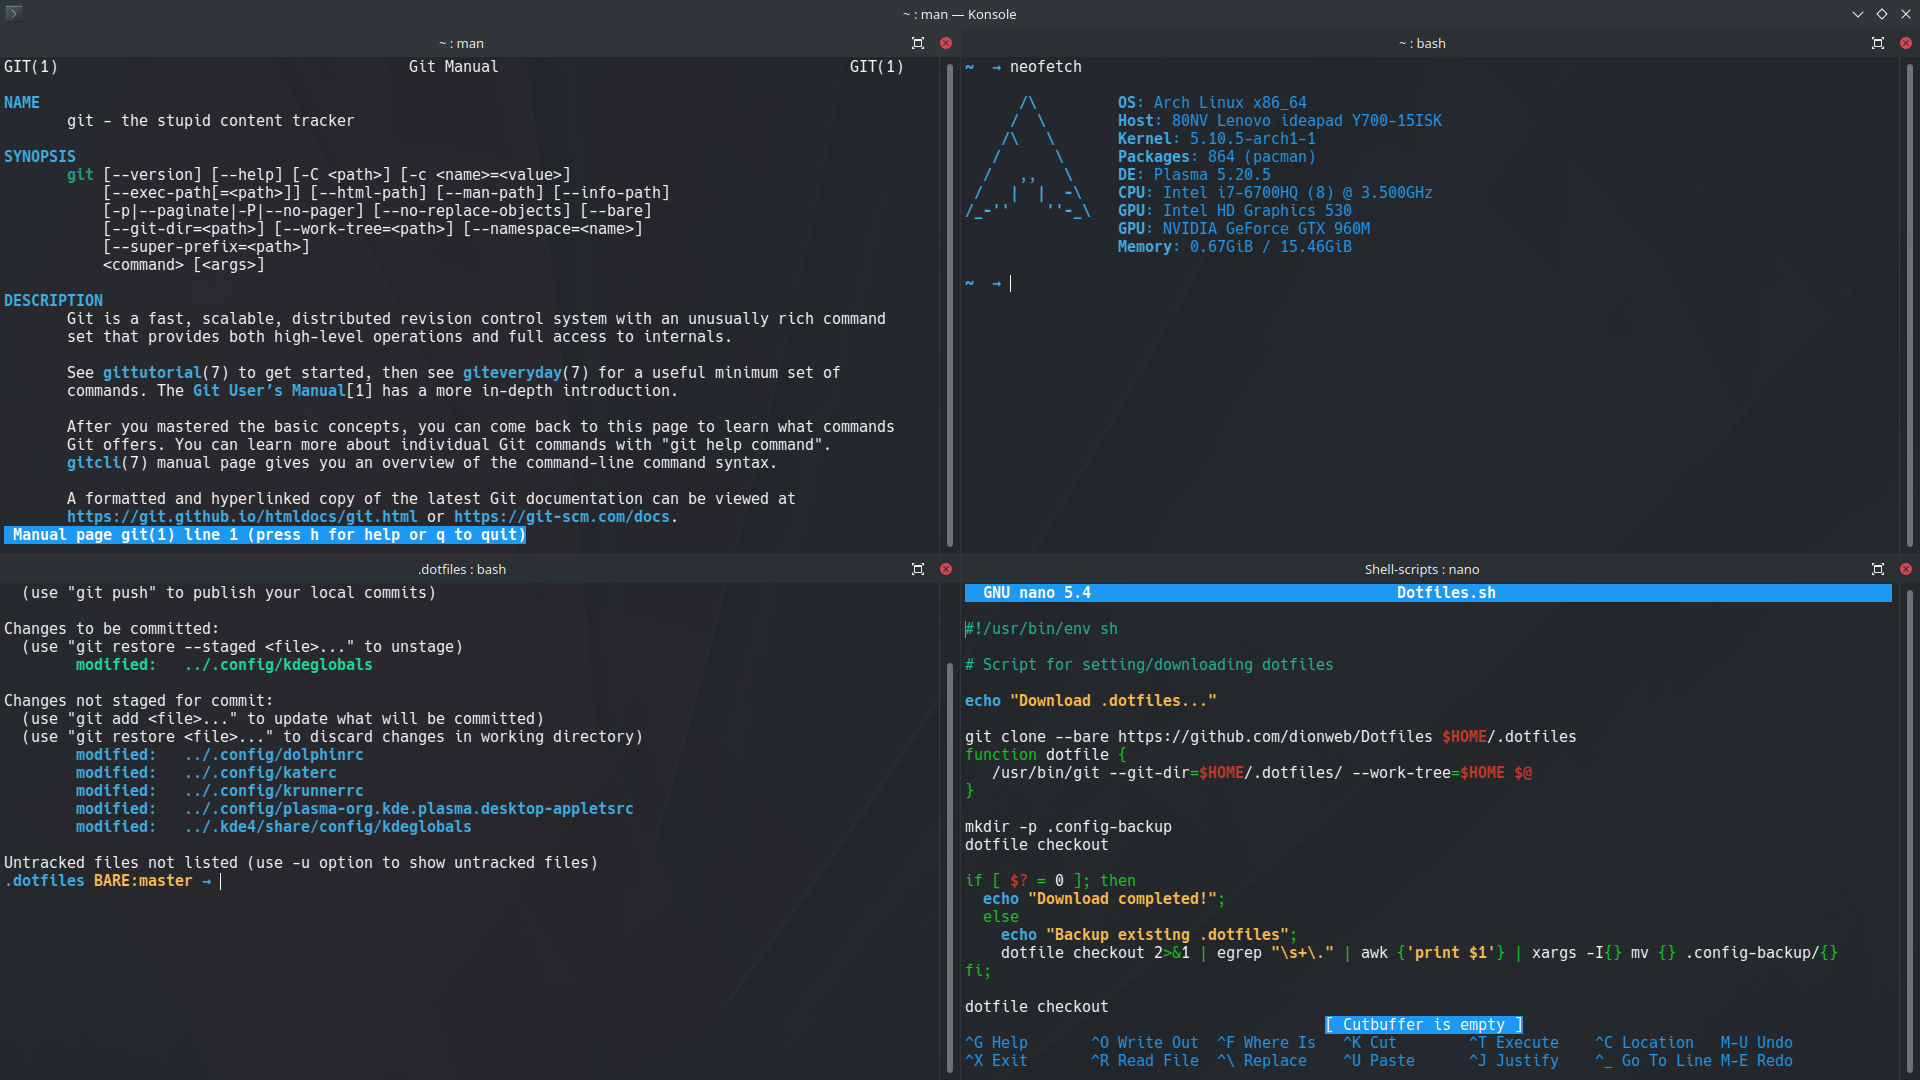 ~ : man — Konsole
~ : man
GIT(1) Git Manual GIT(1)
NAME
git - the stupid content tracker
SYNOPSIS
git [--version] [--help] [-C <path>] [-c <name>=<value>]
[--exec-path[=<path>]] [--html-path] [--man-path] [--info-path]
[-p|--paginate|-P|--no-pager] [--no-replace-objects] [--bare]
[--git-dir=<path>] [--work-tree=<path>] [--namespace=<name>]
[--super-prefix=<path>]
<command> [<args>]
DESCRIPTION
Git is a fast, scalable, distributed revision control system with an unusually rich command
set that provides both high-level operations and full access to internals.
See gittutorial(7) to get started, then see giteveryday(7) for a useful minimum set of
commands. The Git User’s Manual[1] has a more in-depth introduction.
After you mastered the basic concepts, you can come back to this page to learn what commands
Git offers. You can learn more about individual Git commands with "git help command".
gitcli(7) manual page gives you an overview of the command-line command syntax.
A formatted and hyperlinked copy of the latest Git documentation can be viewed at
https://git.github.io/htmldocs/git.html or https://git-scm.com/docs.
Manual page git(1) line 1 (press h for help or q to quit)
~ : bash
~ → neofetch
/\
/  \
/\   \
/      \
/   ,,   \
/   |  |  -\
/_-''    ''-_\
OS: Arch Linux x86_64
Host: 80NV Lenovo ideapad Y700-15ISK
Kernel: 5.10.5-arch1-1
Packages: 864 (pacman)
DE: Plasma 5.20.5
CPU: Intel i7-6700HQ (8) @ 3.500GHz
GPU: Intel HD Graphics 530
GPU: NVIDIA GeForce GTX 960M
Memory: 0.67GiB / 15.46GiB
~ →
.dotfiles : bash
(use "git push" to publish your local commits)
Changes to be committed:
(use "git restore --staged <file>..." to unstage)
modified: ../.config/kdeglobals
Changes not staged for commit:
(use "git add <file>..." to update what will be committed)
(use "git restore <file>..." to discard changes in working directory)
modified: ../.config/dolphinrc
modified: ../.config/katerc
modified: ../.config/krunnerrc
modified: ../.config/plasma-org.kde.plasma.desktop-appletsrc
modified: ../.kde4/share/config/kdeglobals
Untracked files not listed (use -u option to show untracked files)
.dotfiles BARE:master →
Shell-scripts : nano
GNU nano 5.4 Dotfiles.sh
#!/usr/bin/env sh
# Script for setting/downloading dotfiles
echo "Download .dotfiles..."
git clone --bare https://github.com/dionweb/Dotfiles $HOME/.dotfiles
function dotfile {
/usr/bin/git --git-dir=$HOME/.dotfiles/ --work-tree=$HOME $@
}
mkdir -p .config-backup
dotfile checkout
if [ $? = 0 ]; then
echo "Download completed!";
else
echo "Backup existing .dotfiles";
dotfile checkout 2>&1 | egrep "\s+\." | awk {'print $1'} | xargs -I{} mv {} .config-backup/{}
fi;
dotfile checkout
[ Cutbuffer is empty ]
^G Help ^O Write Out ^F Where Is ^K Cut ^T Execute ^C Location M-U Undo
^X Exit ^R Read File ^\ Replace ^U Paste ^J Justify ^_ Go To Line M-E Redo